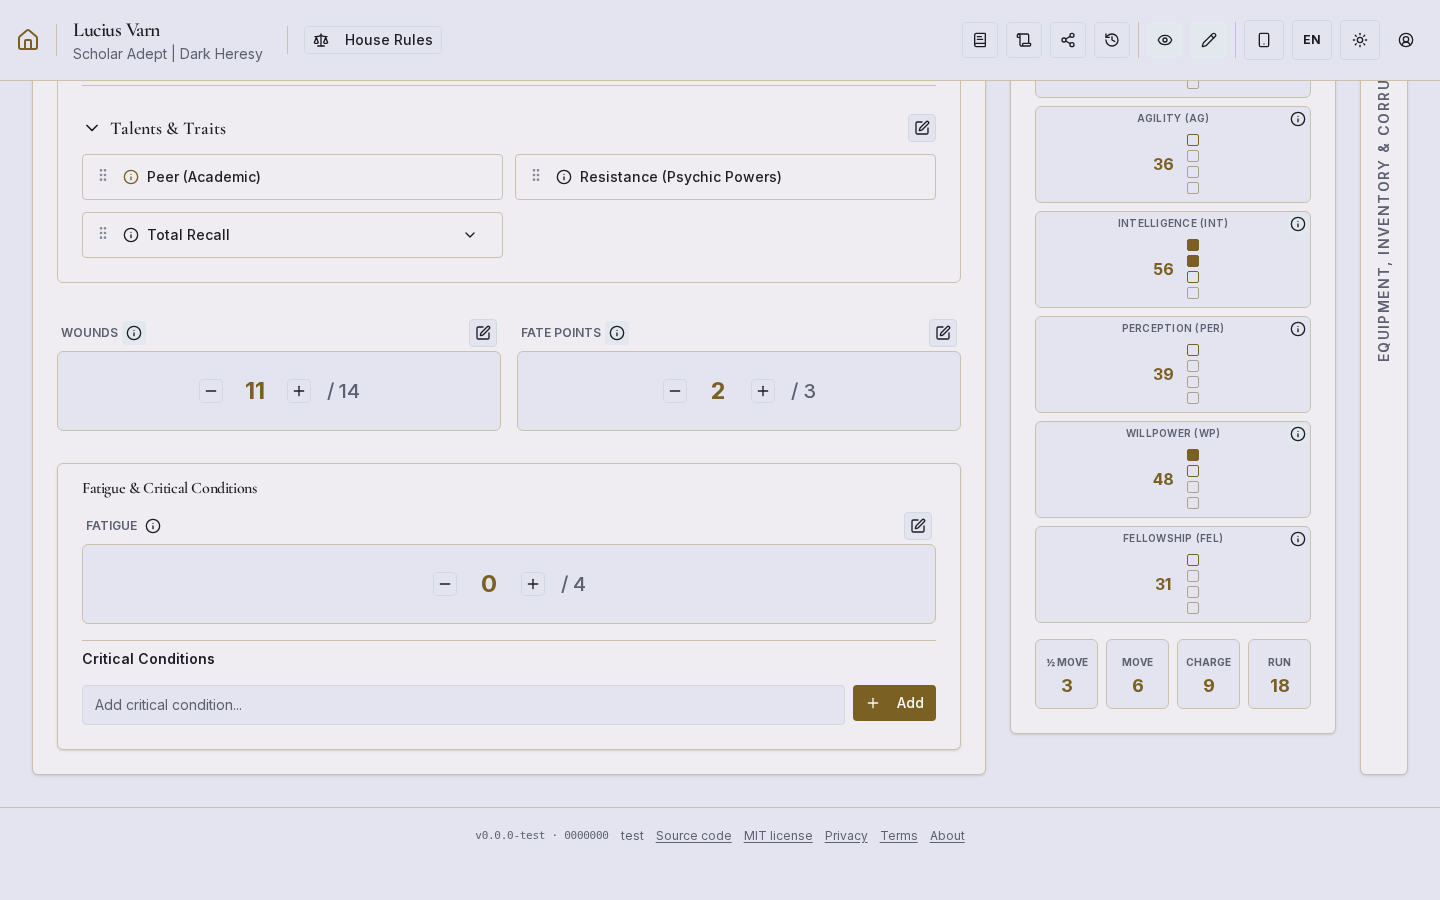 Lucius Varn
Scholar Adept | Dark Heresy
House Rules
EN
Talents & Traits
Peer (Academic)
Resistance (Psychic Powers)
Total Recall
WOUNDS
11 / 14
FATE POINTS
2 / 3
Fatigue & Critical Conditions
FATIGUE
0 / 4
Critical Conditions
Add critical condition...
Add
AGILITY (AG)
36
INTELLIGENCE (INT)
56
PERCEPTION (PER)
39
WILLPOWER (WP)
48
FELLOWSHIP (FEL)
31
½ MOVE
3
MOVE
6
CHARGE
9
RUN
18
EQUIPMENT, INVENTORY & CORRU
v0.0.0-test · 0000000 test Source code MIT license Privacy Terms About